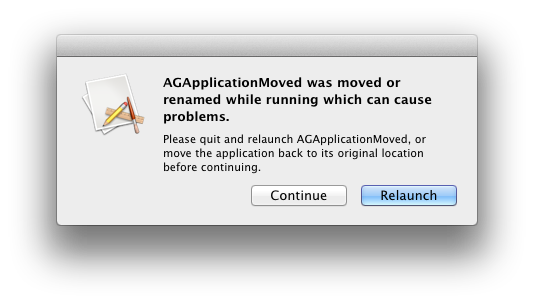 AGApplicationMoved was moved or
renamed while running which can cause
problems.
Please quit and relaunch AGApplicationMoved, or
move the application back to its original location
before continuing.
Continue
Relaunch